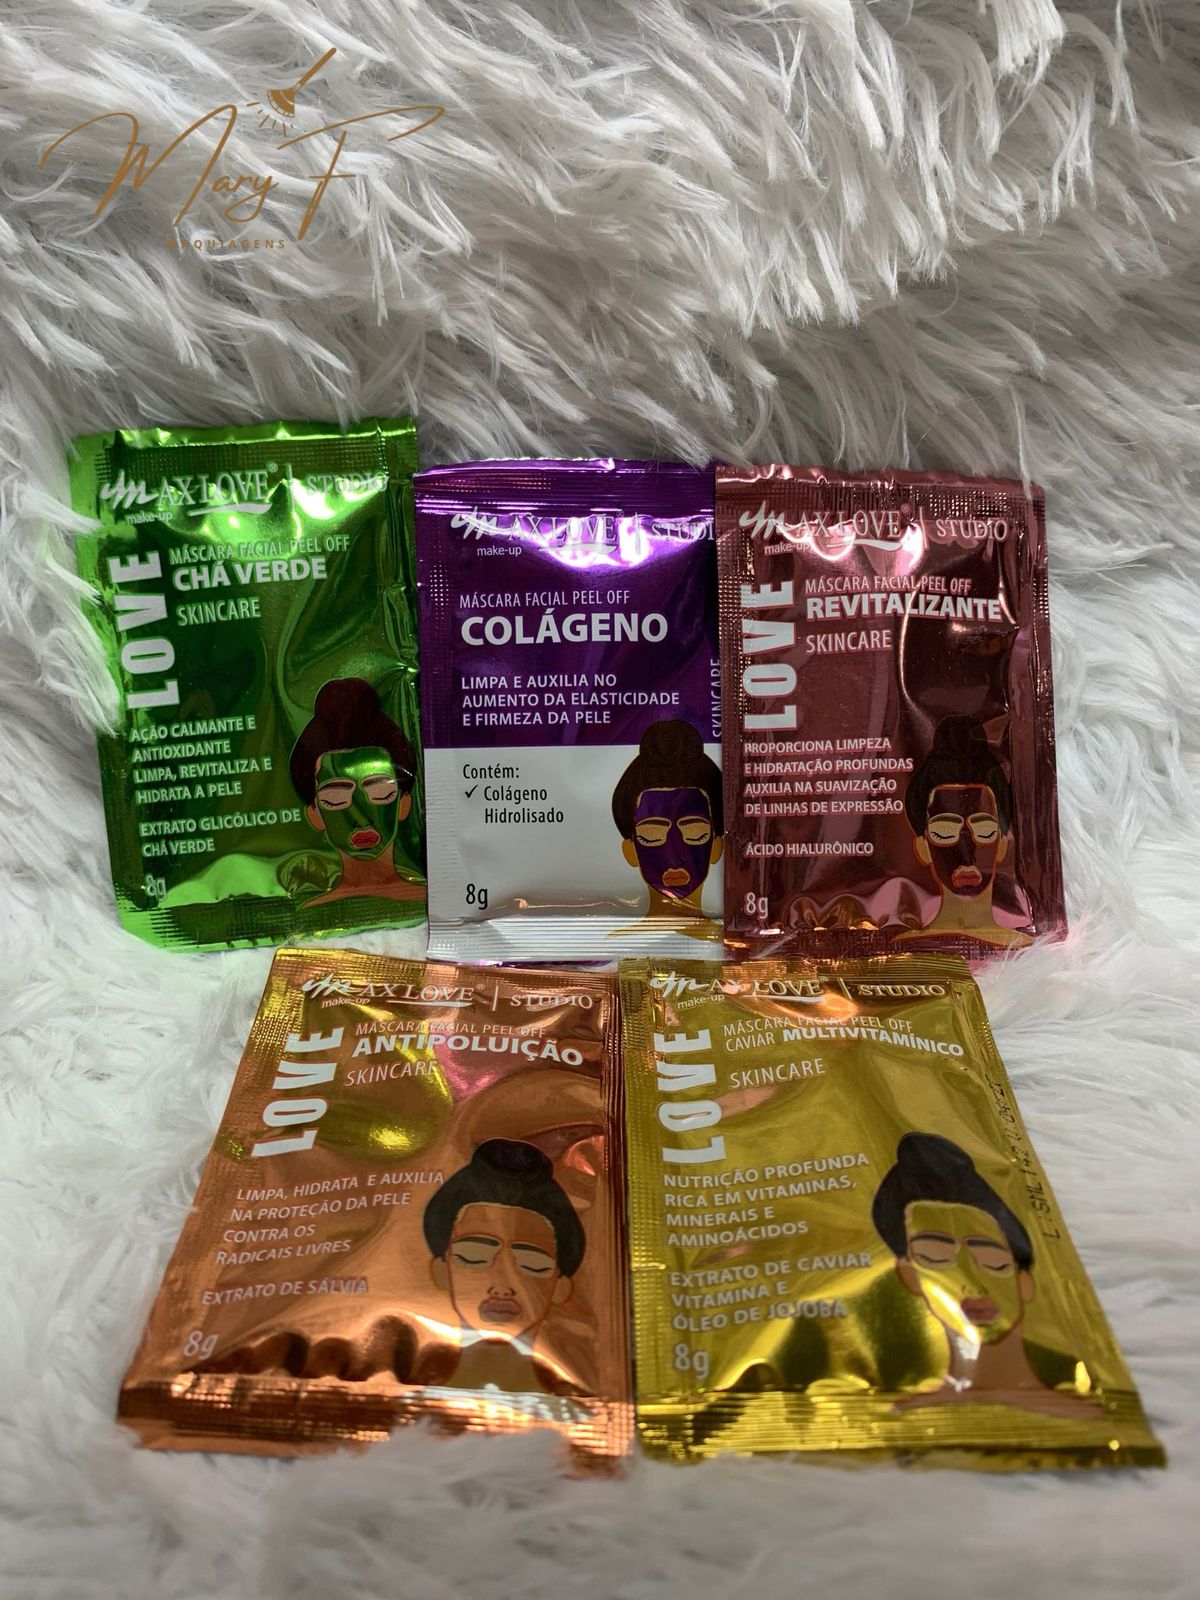 Mary F
MAQUIAGENS
MAX LOVE® | STUDIO
make-up
LOVE
MÁSCARA FACIAL PEEL OFF
CHÁ VERDE
SKINCARE
AÇÃO CALMANTE E
ANTIOXIDANTE
LIMPA, REVITALIZA E
HIDRATA A PELE
EXTRATO GLICÓLICO DE
CHÁ VERDE
8g
MAX LOVE® | STUDI
make-up
MÁSCARA FACIAL PEEL OFF
COLÁGENO
LIMPA E AUXILIA NO
AUMENTO DA ELASTICIDADE
E FIRMEZA DA PELE
SKINCARE
Contém:
✓ Colágeno
Hidrolisado
8g
MAX LOVE® | STUDIO
make-up
LOVE
MÁSCARA FACIAL PEEL OFF
REVITALIZANTE
SKINCARE
PROPORCIONA LIMPEZA
E HIDRATAÇÃO PROFUNDAS
AUXILIA NA SUAVIZAÇÃO
DE LINHAS DE EXPRESSÃO
ÁCIDO HIALURÔNICO
8g
MAX LOVE® | STUDIO
make-up
LOVE
MÁSCARA FACIAL PEEL OFF
ANTIPOLUIÇÃO
SKINCARE
LIMPA, HIDRATA E AUXILIA
NA PROTEÇÃO DA PELE
CONTRA OS
RADICAIS LIVRES
EXTRATO DE SÁLVIA
8g
MAX LOVE® | STUDIO
make-up
LOVE
MÁSCARA FACIAL PEEL OFF
CAVIAR MULTIVITAMÍNICO
SKINCARE
NUTRIÇÃO PROFUNDA
RICA EM VITAMINAS,
MINERAIS E
AMINOÁCIDOS
EXTRATO DE CAVIAR
VITAMINA E
ÓLEO DE JOJOBA
8g